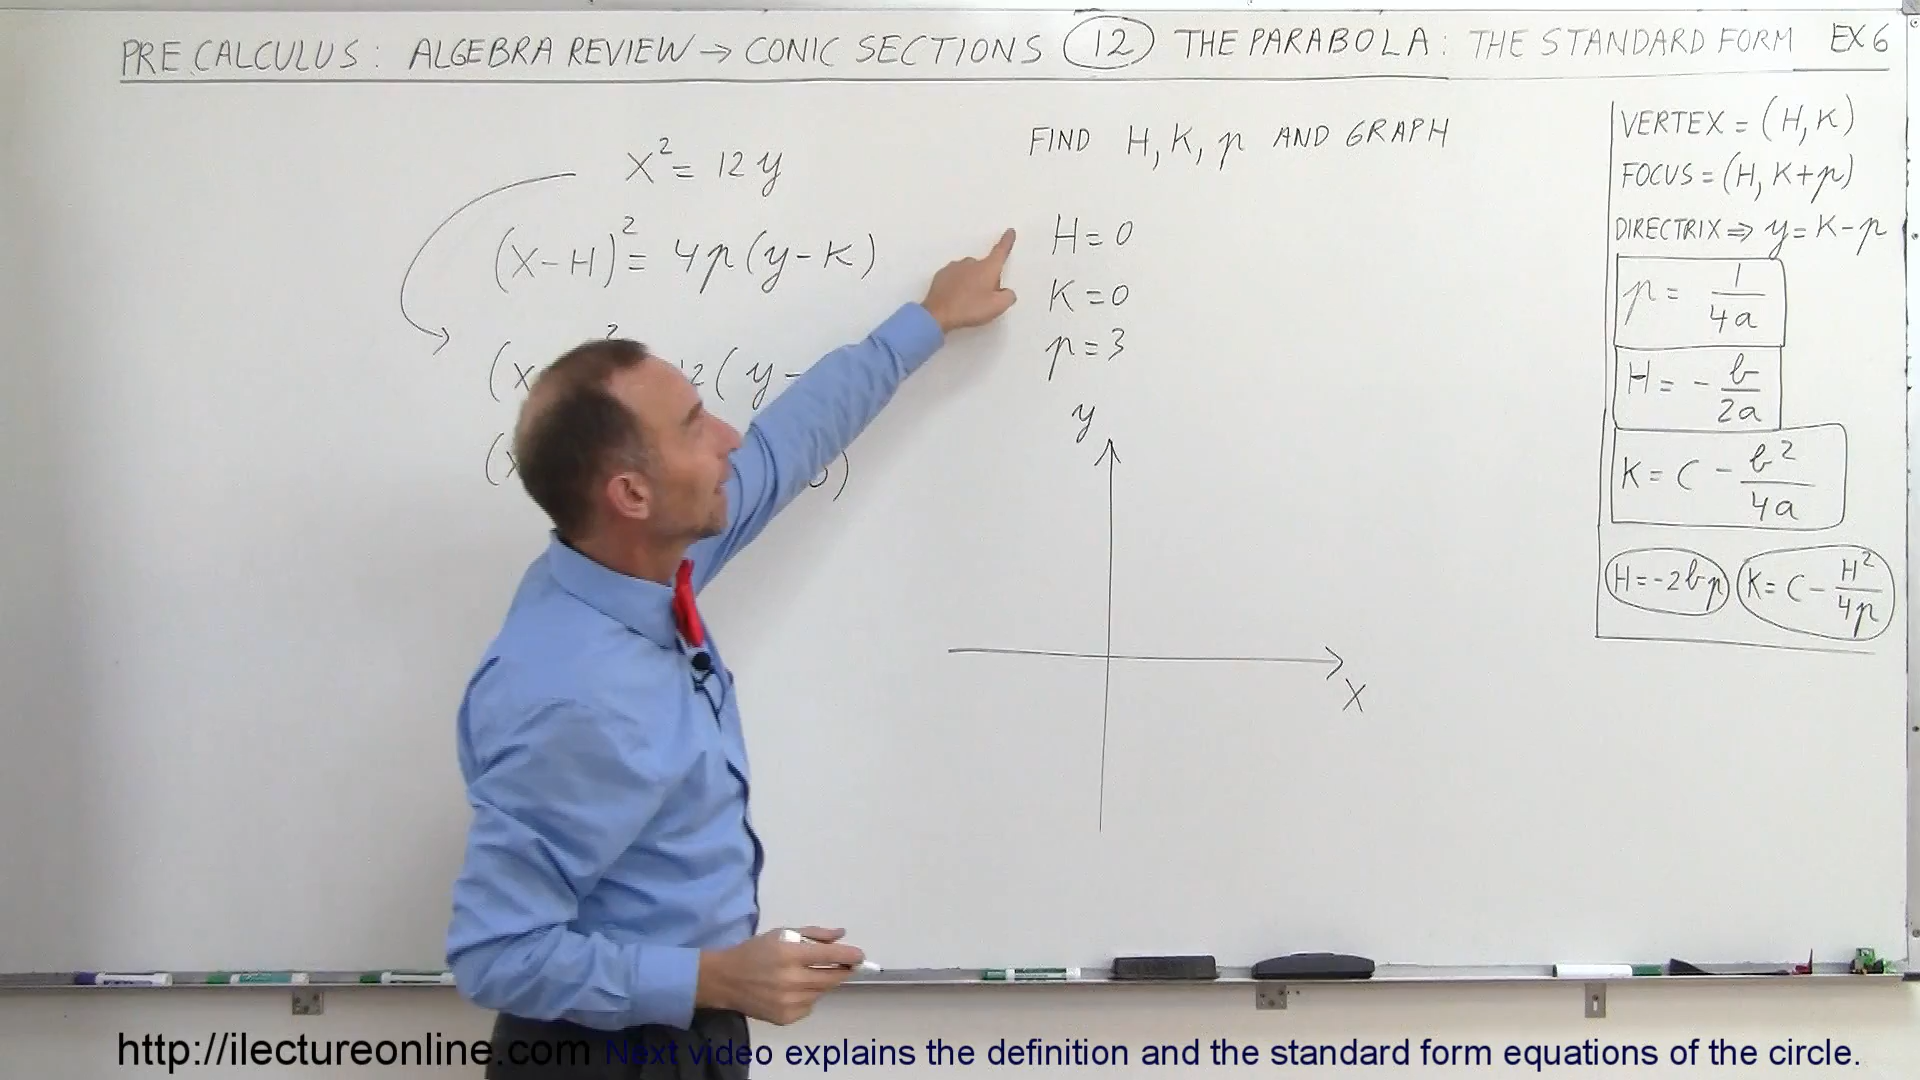 PRE CALCULUS: ALGEBRA REVIEW → CONIC SECTIONS (12) THE PARABOLA: THE STANDARD FORM EX 6
x² = 12y
(x-H)² = 4p(y-K)
(x ² 12(y-
(x )
FIND H, K, p AND GRAPH
H=0
K=0
p=3
y
x
VERTEX = (H, K)
FOCUS = (H, K+p)
DIRECTRIX ⇒ y = K-p
p = 1/4a
H = - b/2a
K = C - b²/4a
H = -2bp
K = C - H²/4p
http://ilectureonline.com Next video explains the definition and the standard form equations of the circle.